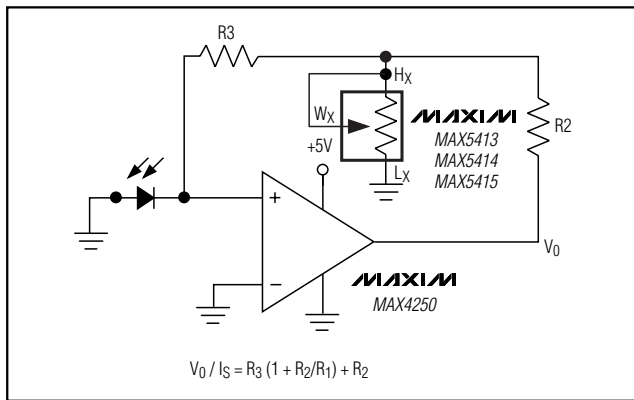 R3
HX
WX
MAXIM
MAX5413
MAX5414
MAX5415
R2
+5V
LX
+
V0
−
MAXIM
MAX4250
V0 / IS = R3 (1 + R2/R1) + R2